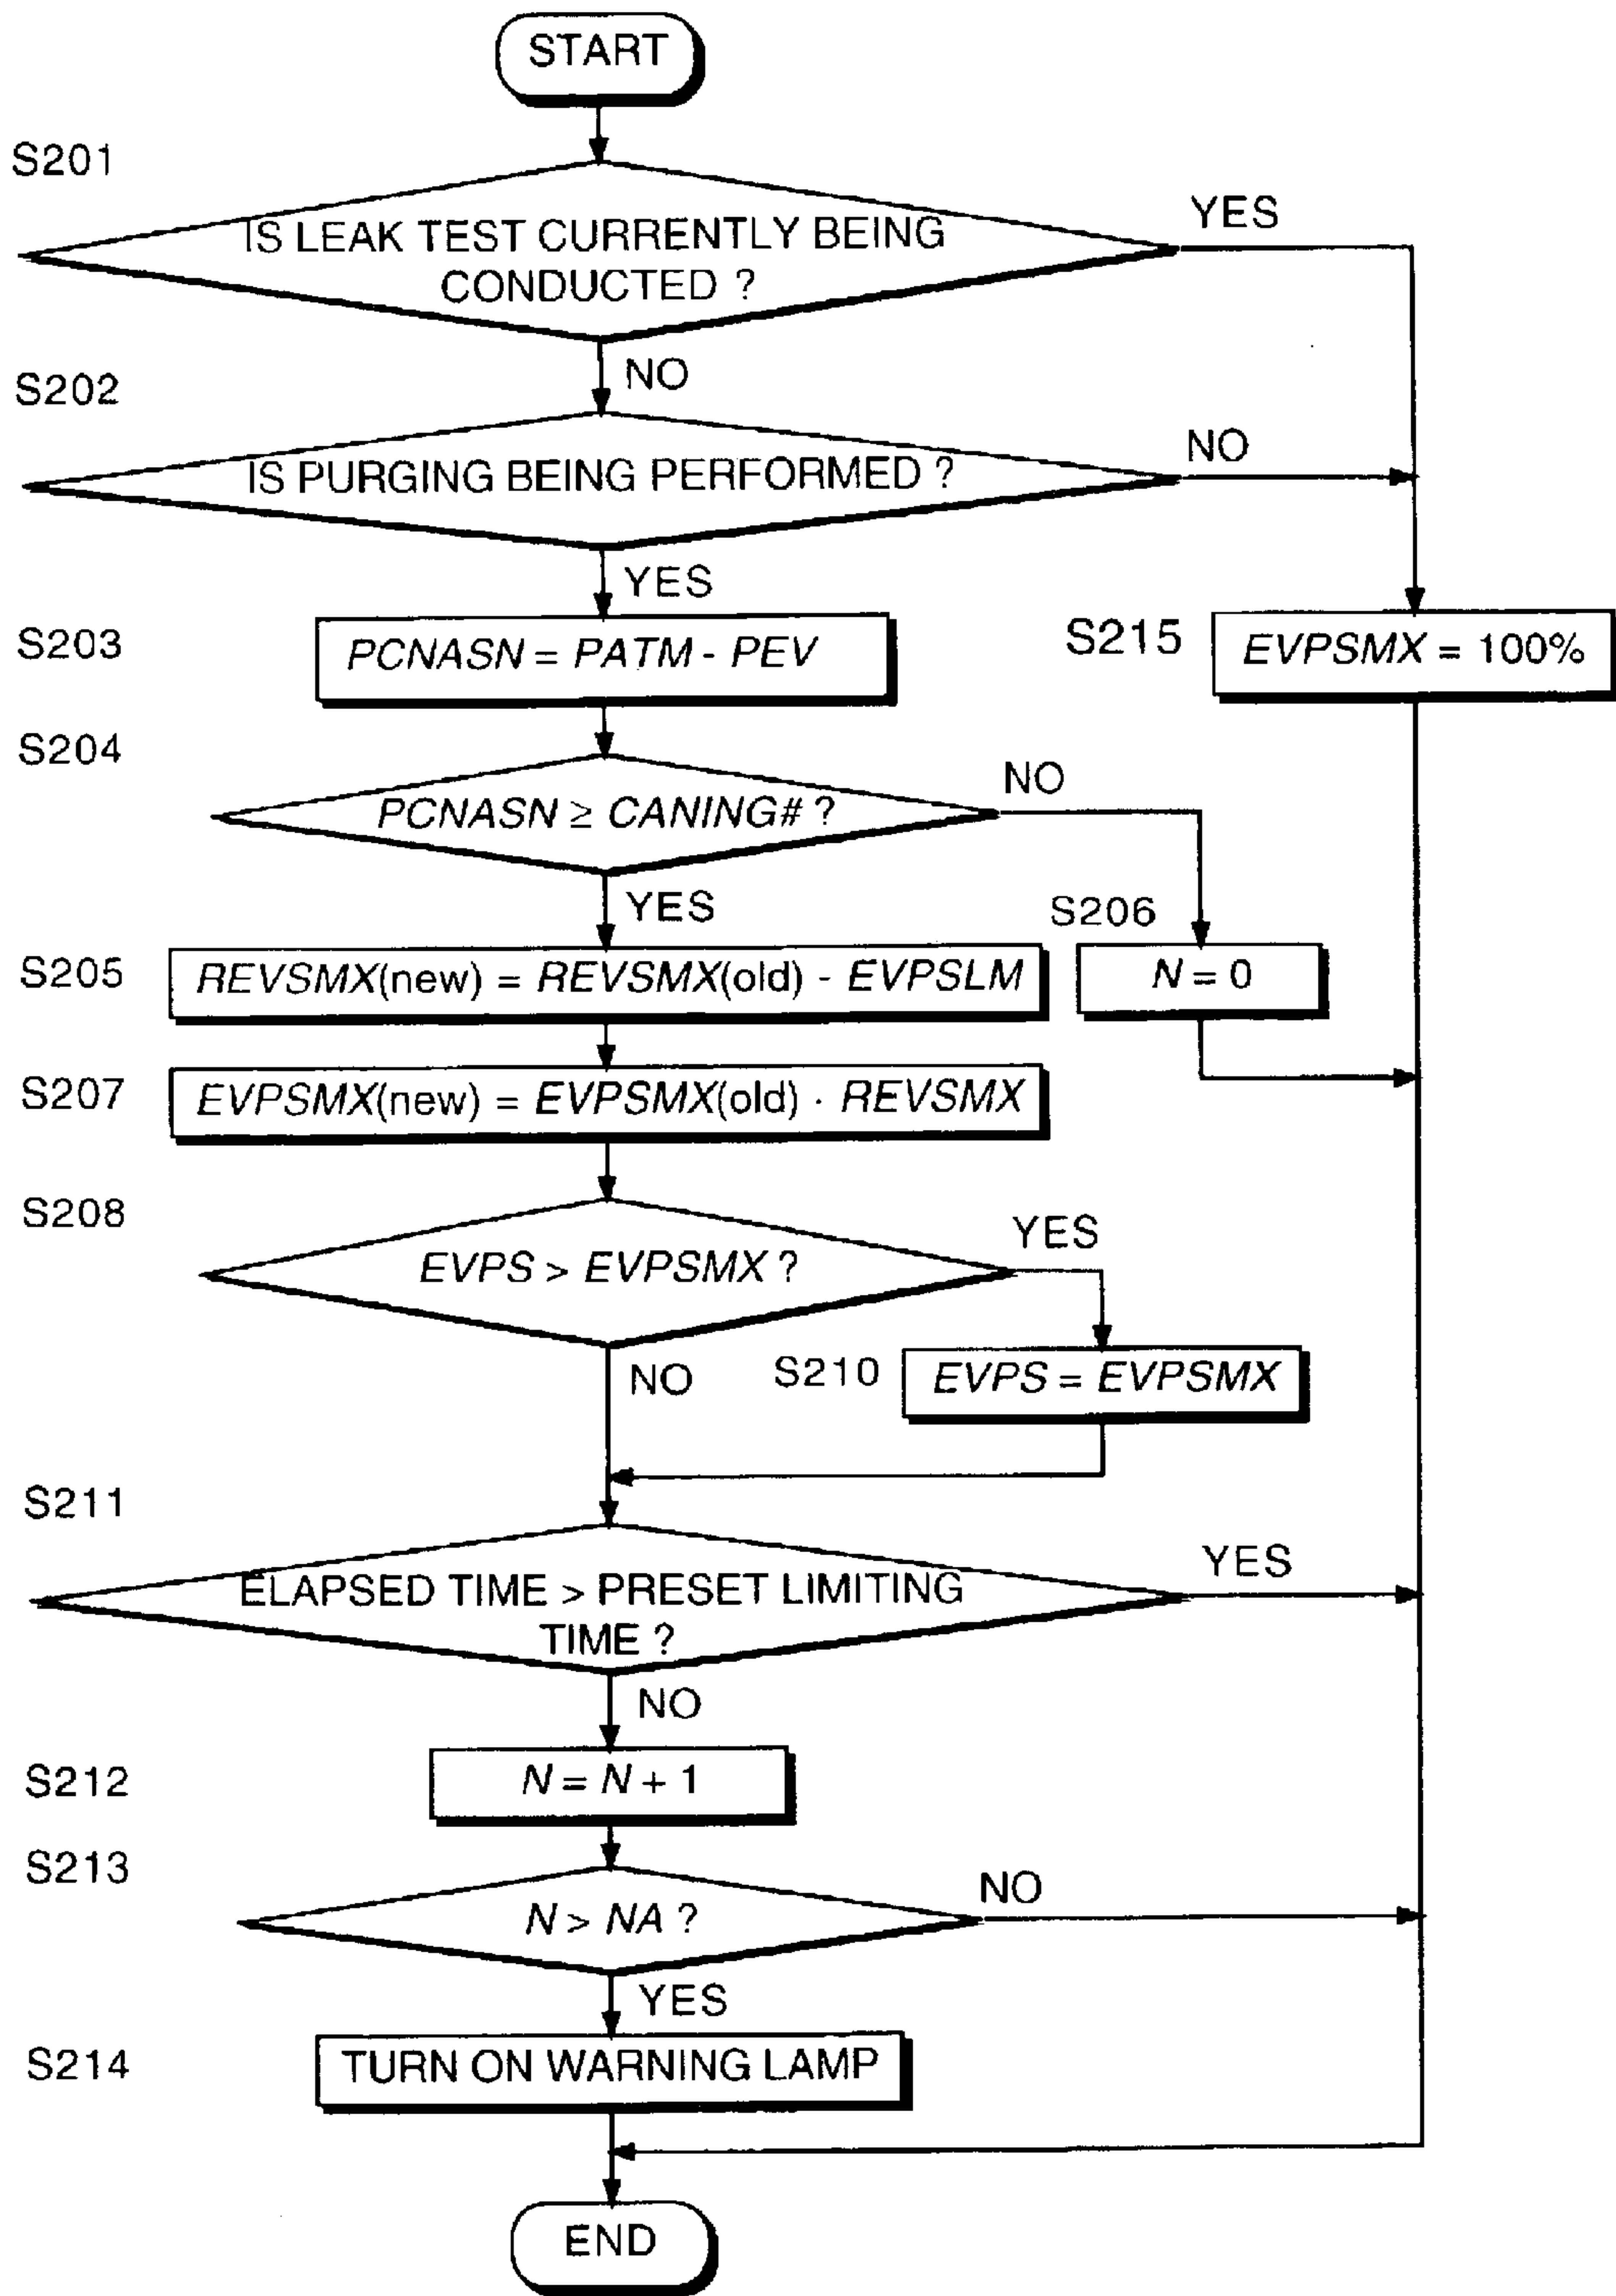 START
S201
IS LEAK TEST CURRENTLY BEING
CONDUCTED ?
YES
NO
S202
IS PURGING BEING PERFORMED ?
NO
YES
S203
PCNASN = PATM - PEV
S215
EVPSMX = 100%
S204
PCNASN ≥ CANING# ?
NO
YES
S206
N = 0
S205
REVSMX(new) = REVSMX(old) - EVPSLM
S207
EVPSMX(new) = EVPSMX(old) · REVSMX
S208
EVPS > EVPSMX ?
YES
NO
S210
EVPS = EVPSMX
S211
ELAPSED TIME > PRESET LIMITING
TIME ?
YES
NO
S212
N = N + 1
S213
N > NA ?
NO
YES
S214
TURN ON WARNING LAMP
END